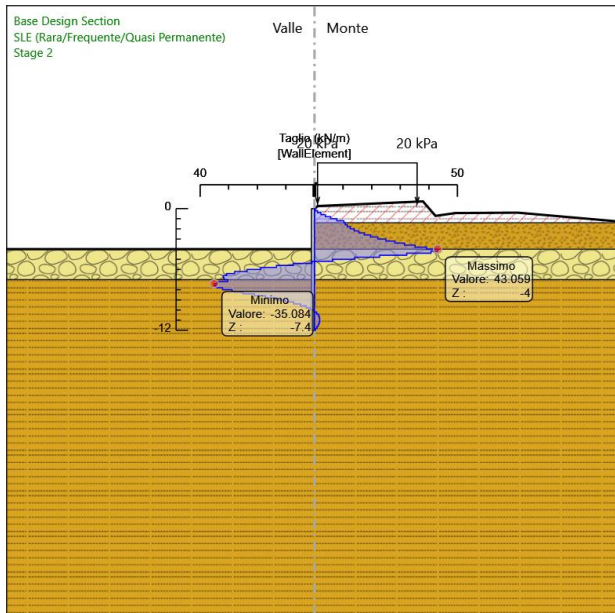 Base Design Section
SLE (Rara/Frequente/Quasi Permanente)
Stage 2
Valle Monte
Taglio (kN/m)
20 kPa
20 kPa
[WallElement]
40
50
0
Massimo
Valore: 43.059
Z : -4
Minimo
Valore: -35.084
Z : -7.4
-12